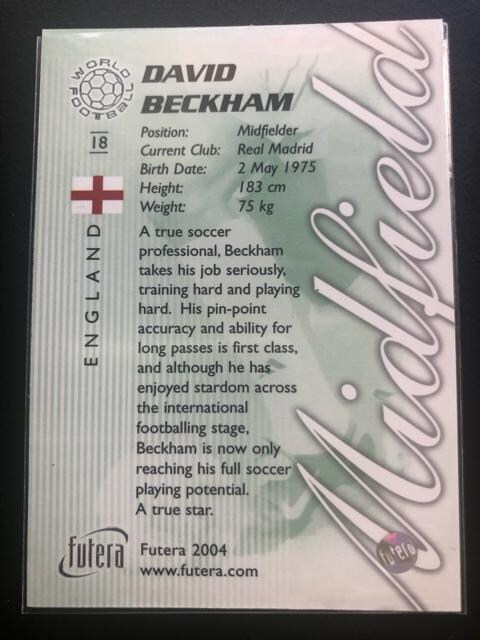 WORLD FOOTBALL
DAVID
BECKHAM
18
Position: Midfielder
Current Club: Real Madrid
Birth Date: 2 May 1975
Height: 183 cm
Weight: 75 kg
ENGLAND
A true soccer
professional, Beckham
takes his job seriously,
training hard and playing
hard. His pin-point
accuracy and ability for
long passes is first class,
and although he has
enjoyed stardom across
the international
footballing stage,
Beckham is now only
reaching his full soccer
playing potential.
A true star.
Midfield
futera
Futera 2004
www.futera.com
futera